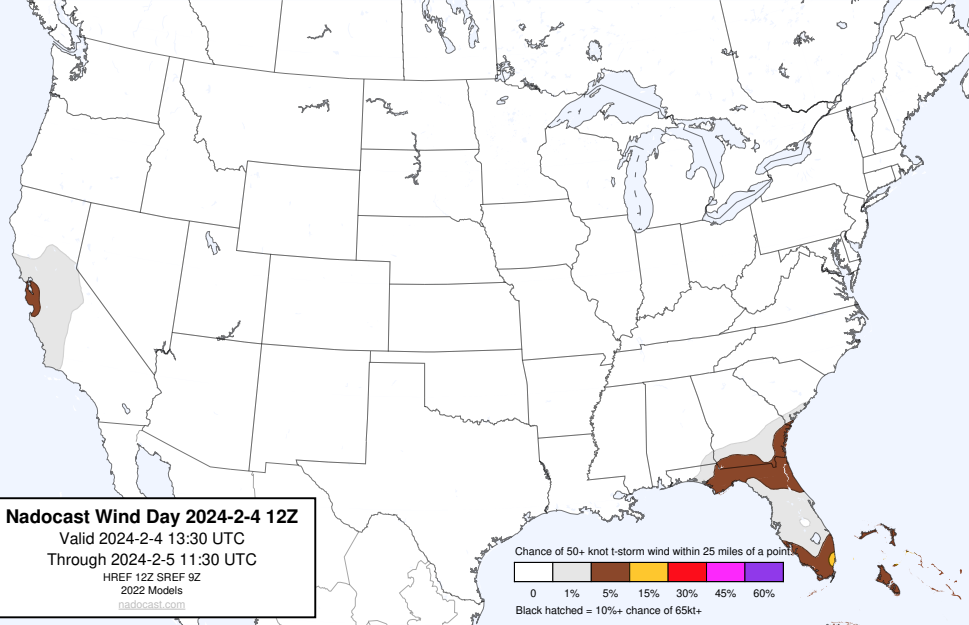 Nadocast Wind Day 2024-2-4 12Z
Valid 2024-2-4 13:30 UTC
Through 2024-2-5 11:30 UTC
HREF 12Z SREF 9Z
2022 Models
nadocast.com
Chance of 50+ knot t-storm wind within 25 miles of a point.
0 1% 5% 15% 30% 45% 60%
Black hatched = 10%+ chance of 65kt+